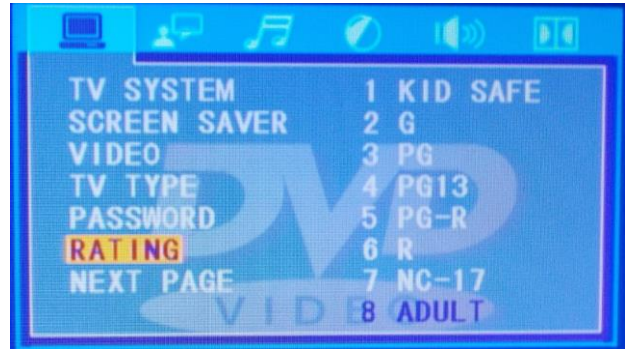 TV SYSTEM 1 KID SAFE
SCREEN SAVER 2 G
VIDEO 3 PG
TV TYPE 4 PG13
PASSWORD 5 PG-R
RATING 6 R
NEXT PAGE 7 NC-17
8 ADULT
DVD
VIDEO